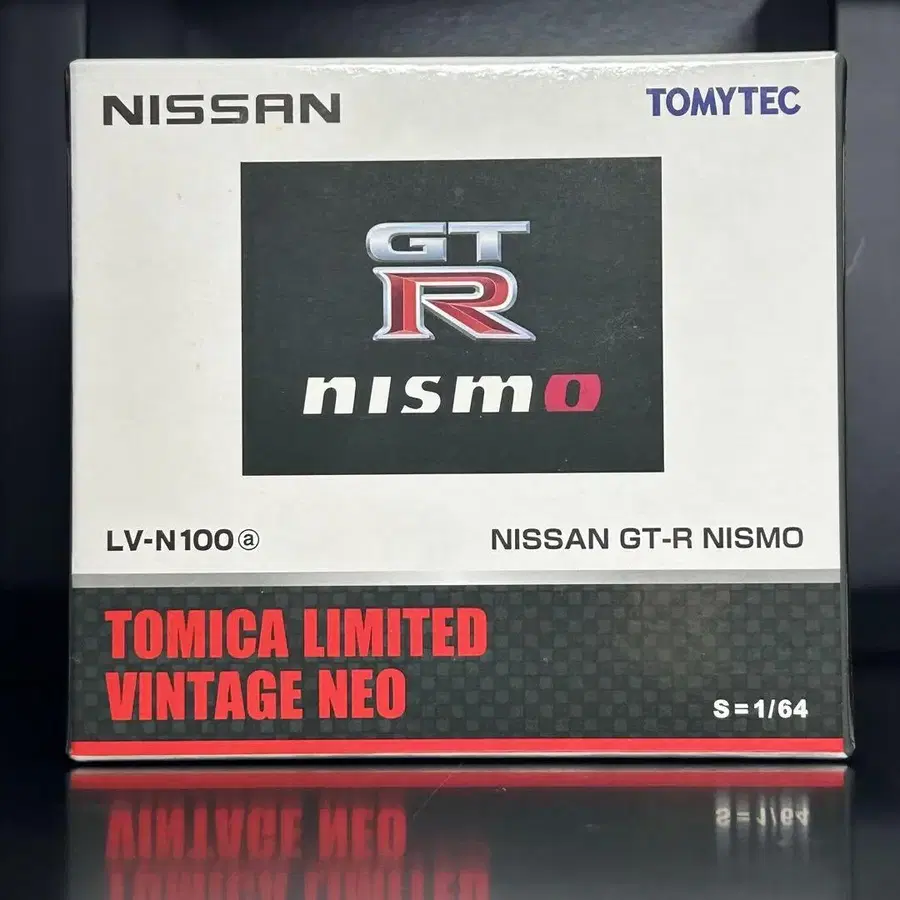 NISSAN
TOMYTEC
GT
R
nismo
LV-N100ⓐ
NISSAN GT-R NISMO
TOMICA LIMITED
VINTAGE NEO
S=1/64